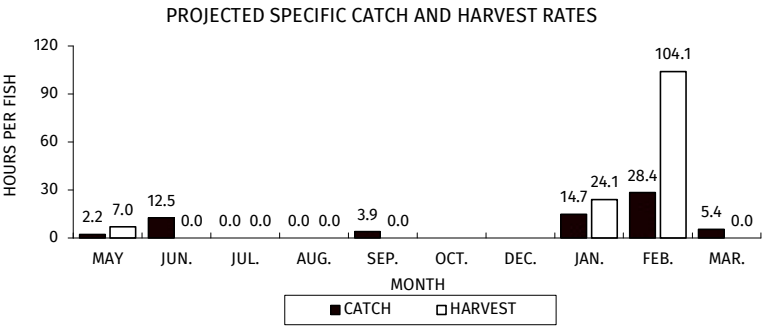 PROJECTED SPECIFIC CATCH AND HARVEST RATES
HOURS PER FISH
120
90
60
30
0
2.2 7.0 12.5 0.0 0.0 0.0 0.0 0.0 3.9 0.0 14.7 24.1 28.4 104.1 5.4 0.0
MAY JUN. JUL. AUG. SEP. OCT. DEC. JAN. FEB. MAR.
MONTH
CATCH HARVEST